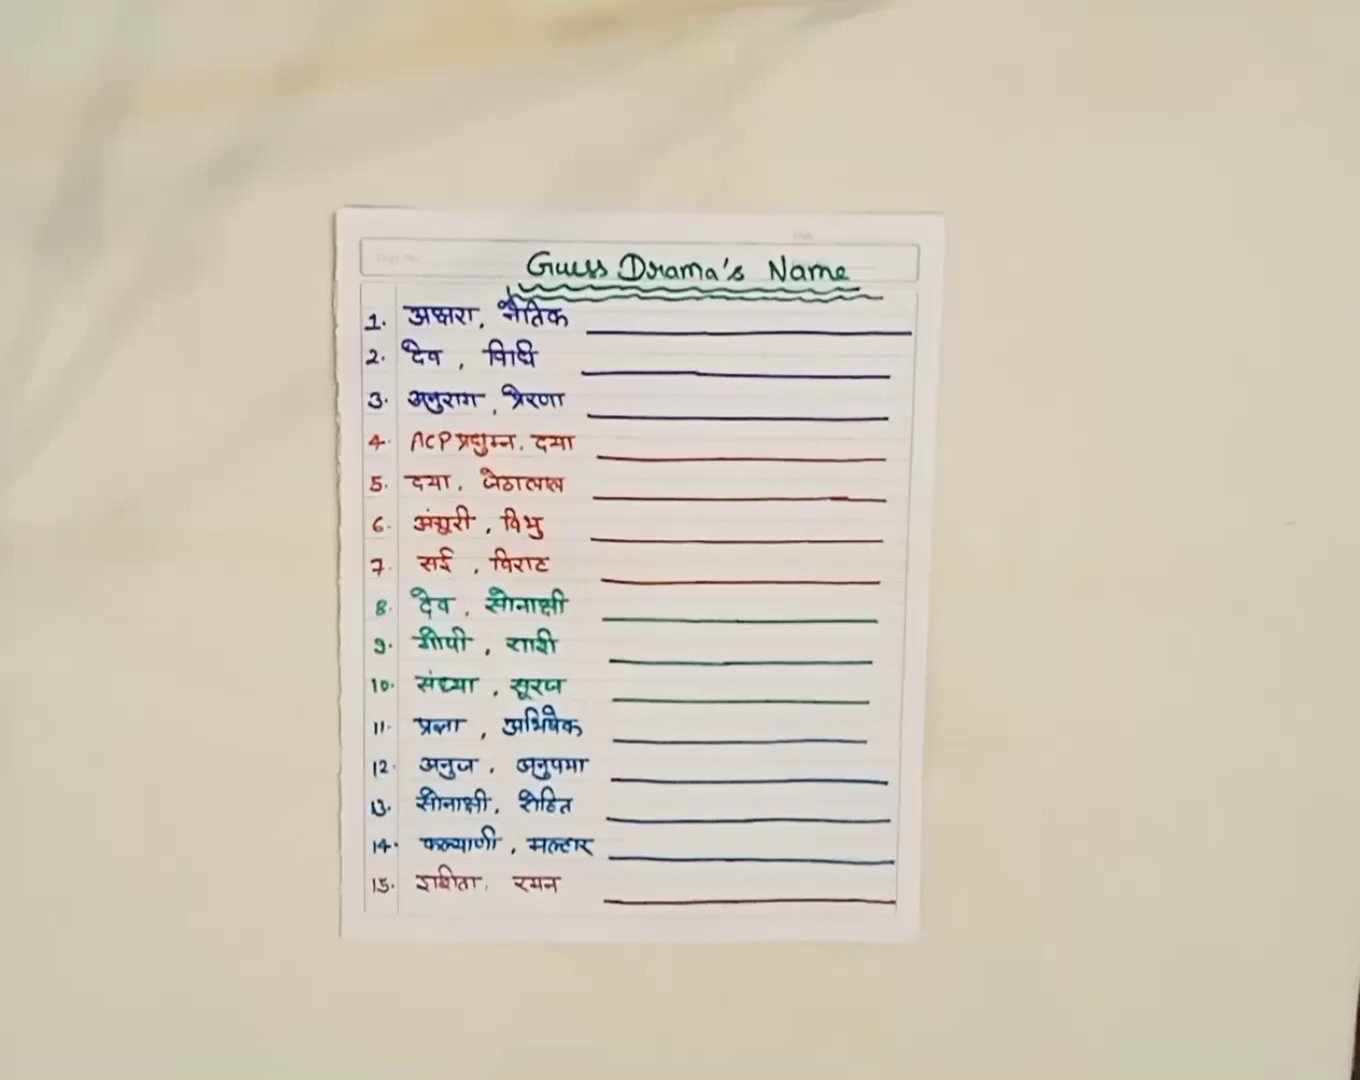 Guess Drama's Name
1. अक्षरा, नैतिक
2. देव, विधि
3. अनुराग, प्रेरणा
4. ACP प्रद्युम्न, दया
5. दया, जेठालाल
6. अंगूरी, विभु
7. सई, विराट
8. देव, सोनाक्षी
9. गोपी, राशी
10. संध्या, सूरज
11. प्रज्ञा, अभिषेक
12. अनुज, अनुपमा
13. सोनाक्षी, रोहित
14. कल्याणी, मल्हार
15. इशिता, रमन